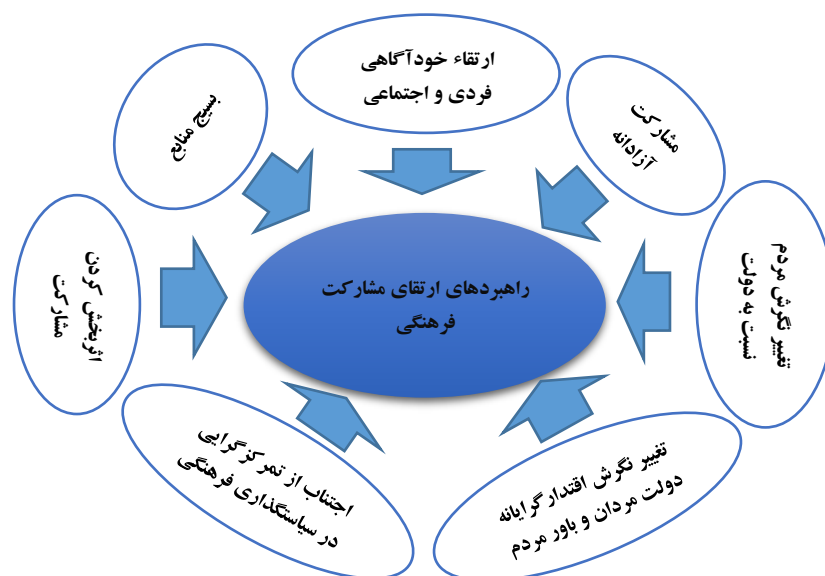 ارتقاء خودآگاهی
فردی و اجتماعی
مشارکت
آزادانه
تغییر نگرش مردم
نسبت به دولت
تغییر نگرش اقتدارگرایانه
دولت مردان و باور مردم
اجتناب از تمرکزگرایی
در سیاستگذاری فرهنگی
اثربخش کردن
مشارکت
بسیج منابع
راهبردهای ارتقای مشارکت
فرهنگی